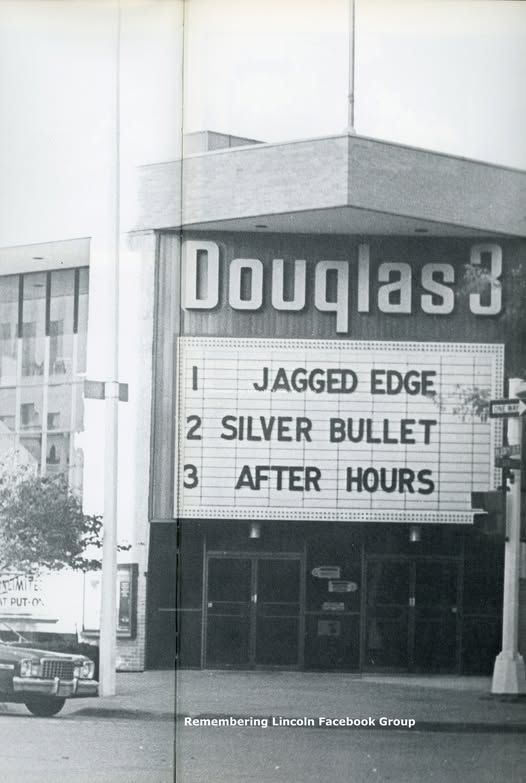 Douglas 3
1 JAGGED EDGE
2 SILVER BULLET
3 AFTER HOURS
ONE WAY
Remembering Lincoln Facebook Group